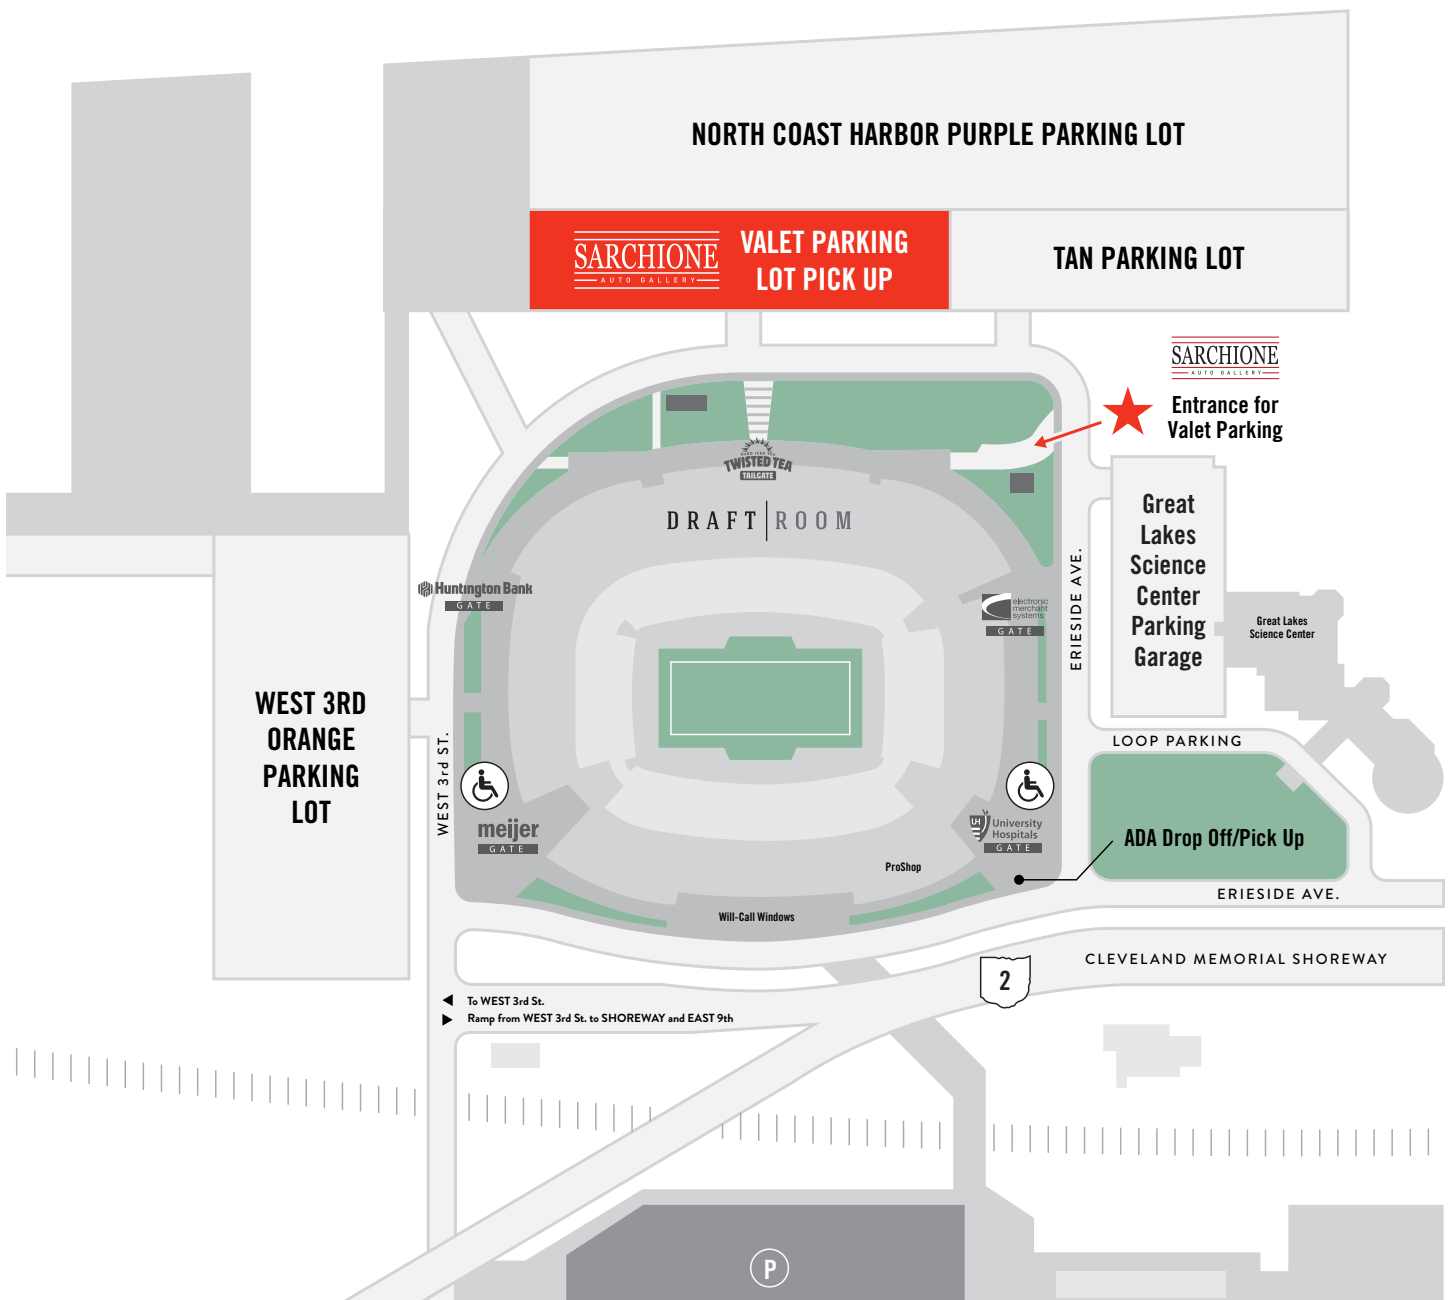 NORTH COAST HARBOR PURPLE PARKING LOT
SARCHIONE
AUTO GALLERY
VALET PARKING
LOT PICK UP
TAN PARKING LOT
SARCHIONE
AUTO GALLERY
Entrance for
Valet Parking
HARD ICED TEA
TWISTED TEA
TAILGATE
DRAFT ROOM
Great
Lakes
Science
Center
Parking
Garage
Great Lakes
Science Center
ERIESIDE AVE.
Huntington Bank
GATE
electronic
merchant
systems
GATE
WEST 3RD
ORANGE
PARKING
LOT
WEST 3rd ST.
LOOP PARKING
meijer
GATE
UH
University
Hospitals
GATE
ADA Drop Off/Pick Up
ProShop
Will-Call Windows
ERIESIDE AVE.
CLEVELAND MEMORIAL SHOREWAY
2
To WEST 3rd St.
Ramp from WEST 3rd St. to SHOREWAY and EAST 9th
P